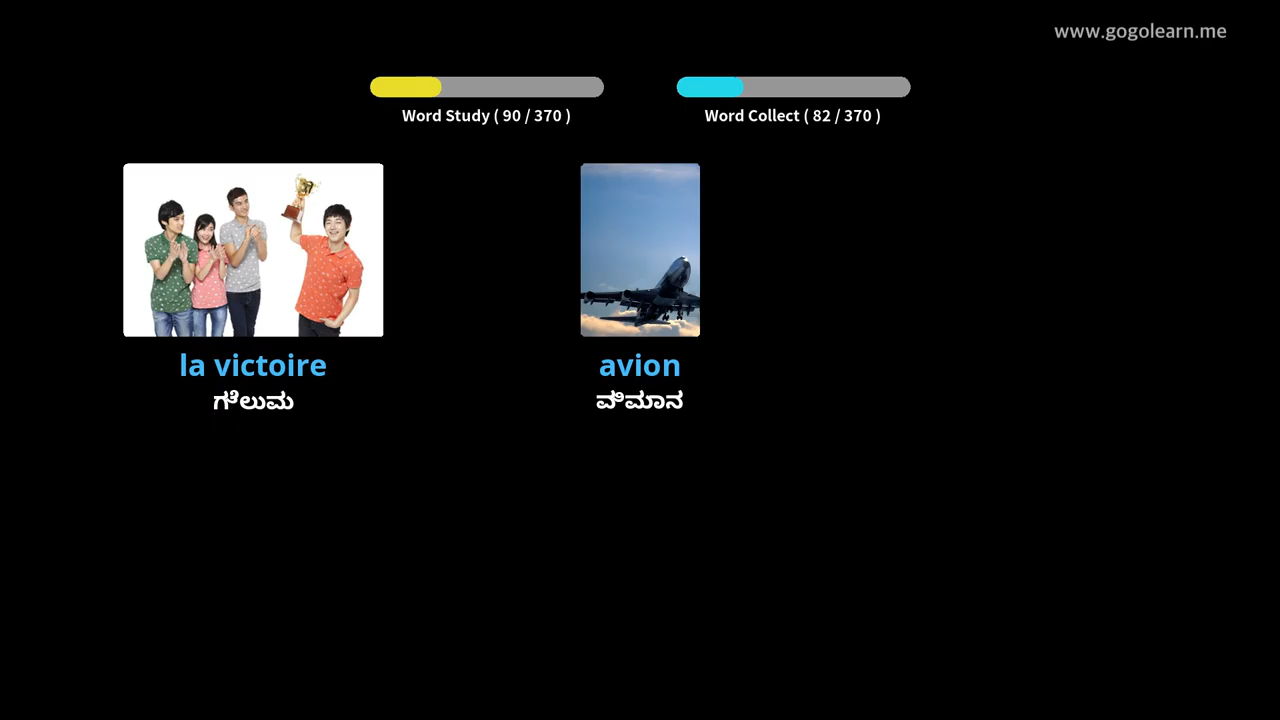 www.gogolearn.me
Word Study ( 90 / 370 )
Word Collect ( 82 / 370 )
la victoire
ಗೆಲುಮ
avion
ವಿಮಾನ